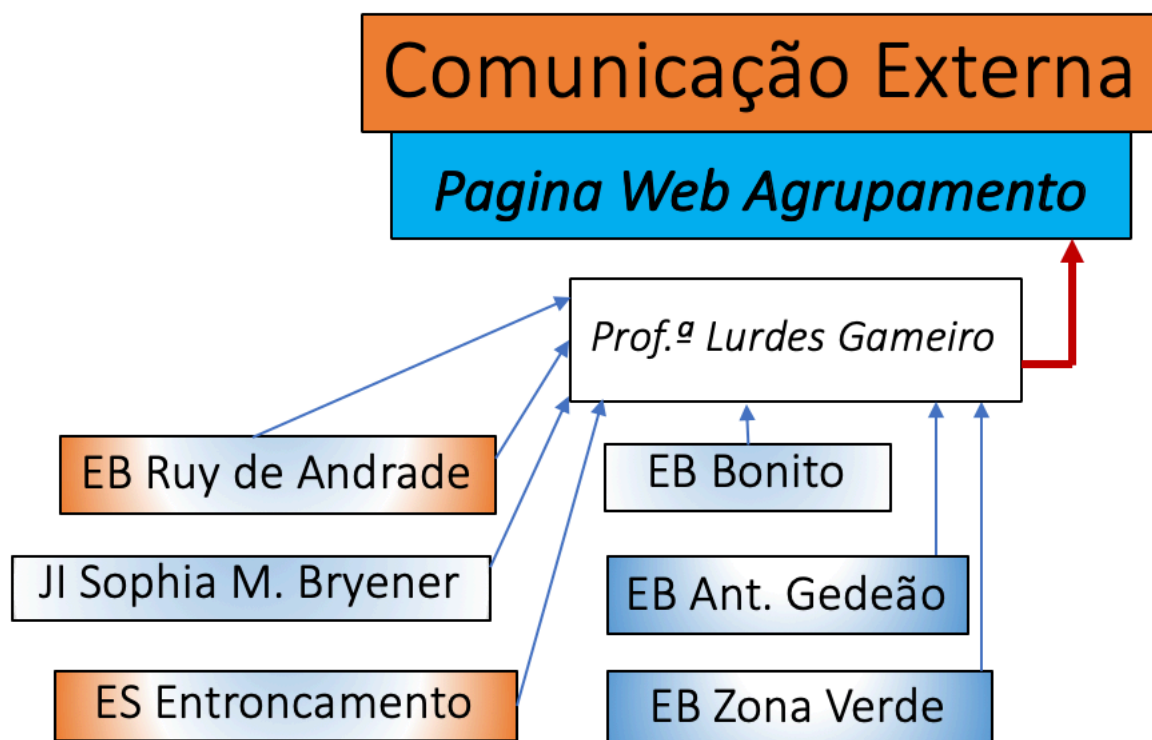 Comunicação Externa
Pagina Web Agrupamento
Prof.ª Lurdes Gameiro
EB Ruy de Andrade
EB Bonito
JI Sophia M. Bryener
EB Ant. Gedeão
ES Entroncamento
EB Zona Verde